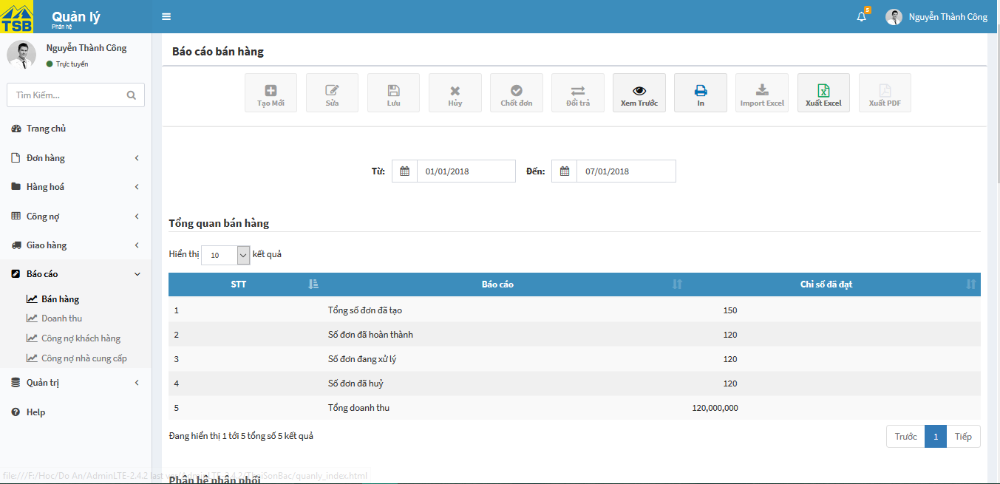 TSB
Quản lý
Phân hệ
5
Nguyễn Thành Công
Nguyễn Thành Công
Trực tuyến
Tìm Kiếm...
Trang chủ
Đơn hàng
Hàng hoá
Công nợ
Giao hàng
Báo cáo
Bán hàng
Doanh thu
Công nợ khách hàng
Công nợ nhà cung cấp
Quản trị
Help
Báo cáo bán hàng
Tạo Mới
Sửa
Lưu
Hủy
Chốt đơn
Đổi trả
Xem Trước
In
Import Excel
Xuất Excel
Xuất PDF
Từ: 01/01/2018 Đến: 07/01/2018
Tổng quan bán hàng
Hiển thị 10 kết quả
STT Báo cáo Chỉ số đã đạt
1 Tổng số đơn đã tạo 150
2 Số đơn đã hoàn thành 120
3 Số đơn đang xử lý 120
4 Số đơn đã huỷ 120
5 Tổng doanh thu 120,000,000
Đang hiển thị 1 tới 5 tổng số 5 kết quả
Trước 1 Tiếp
Phân hệ phân phối
file:///F:/Hoc/Do An/AdminLTE-2.4.2 last ver/AdminLTE-2.4.2/ThaiSonBac/quanly_index.html